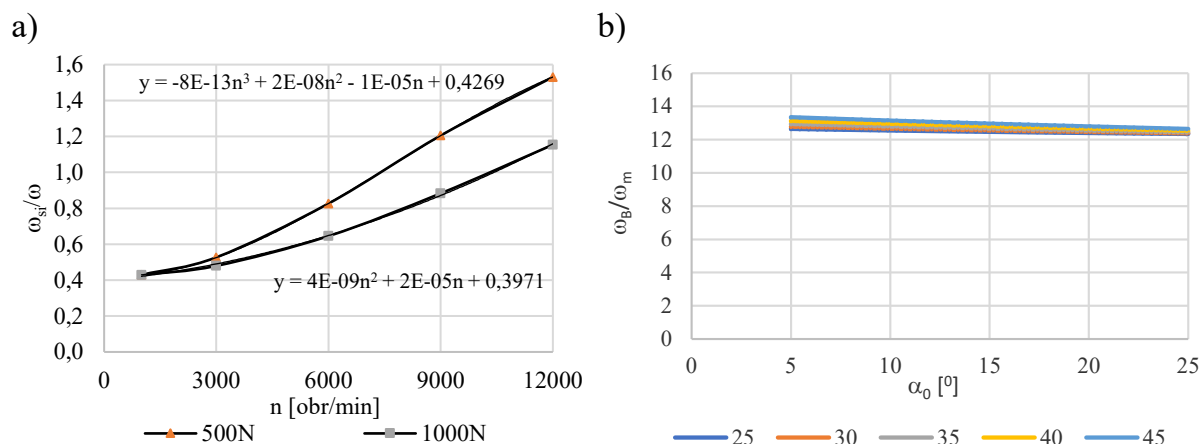 a)
1,6
1,4
1,2
1,0
0,8
0,6
0,4
0,2
0,0
ω_si/ω
y = -8E-13n³ + 2E-08n² - 1E-05n + 0,4269
y = 4E-09n² + 2E-05n + 0,3971
0 3000 6000 9000 12000
n [obr/min]
500N 1000N
b)
16
14
12
10
8
6
4
2
0
ω_B/ω_m
0 5 10 15 20 25
α₀ [⁰]
25 30 35 40 45